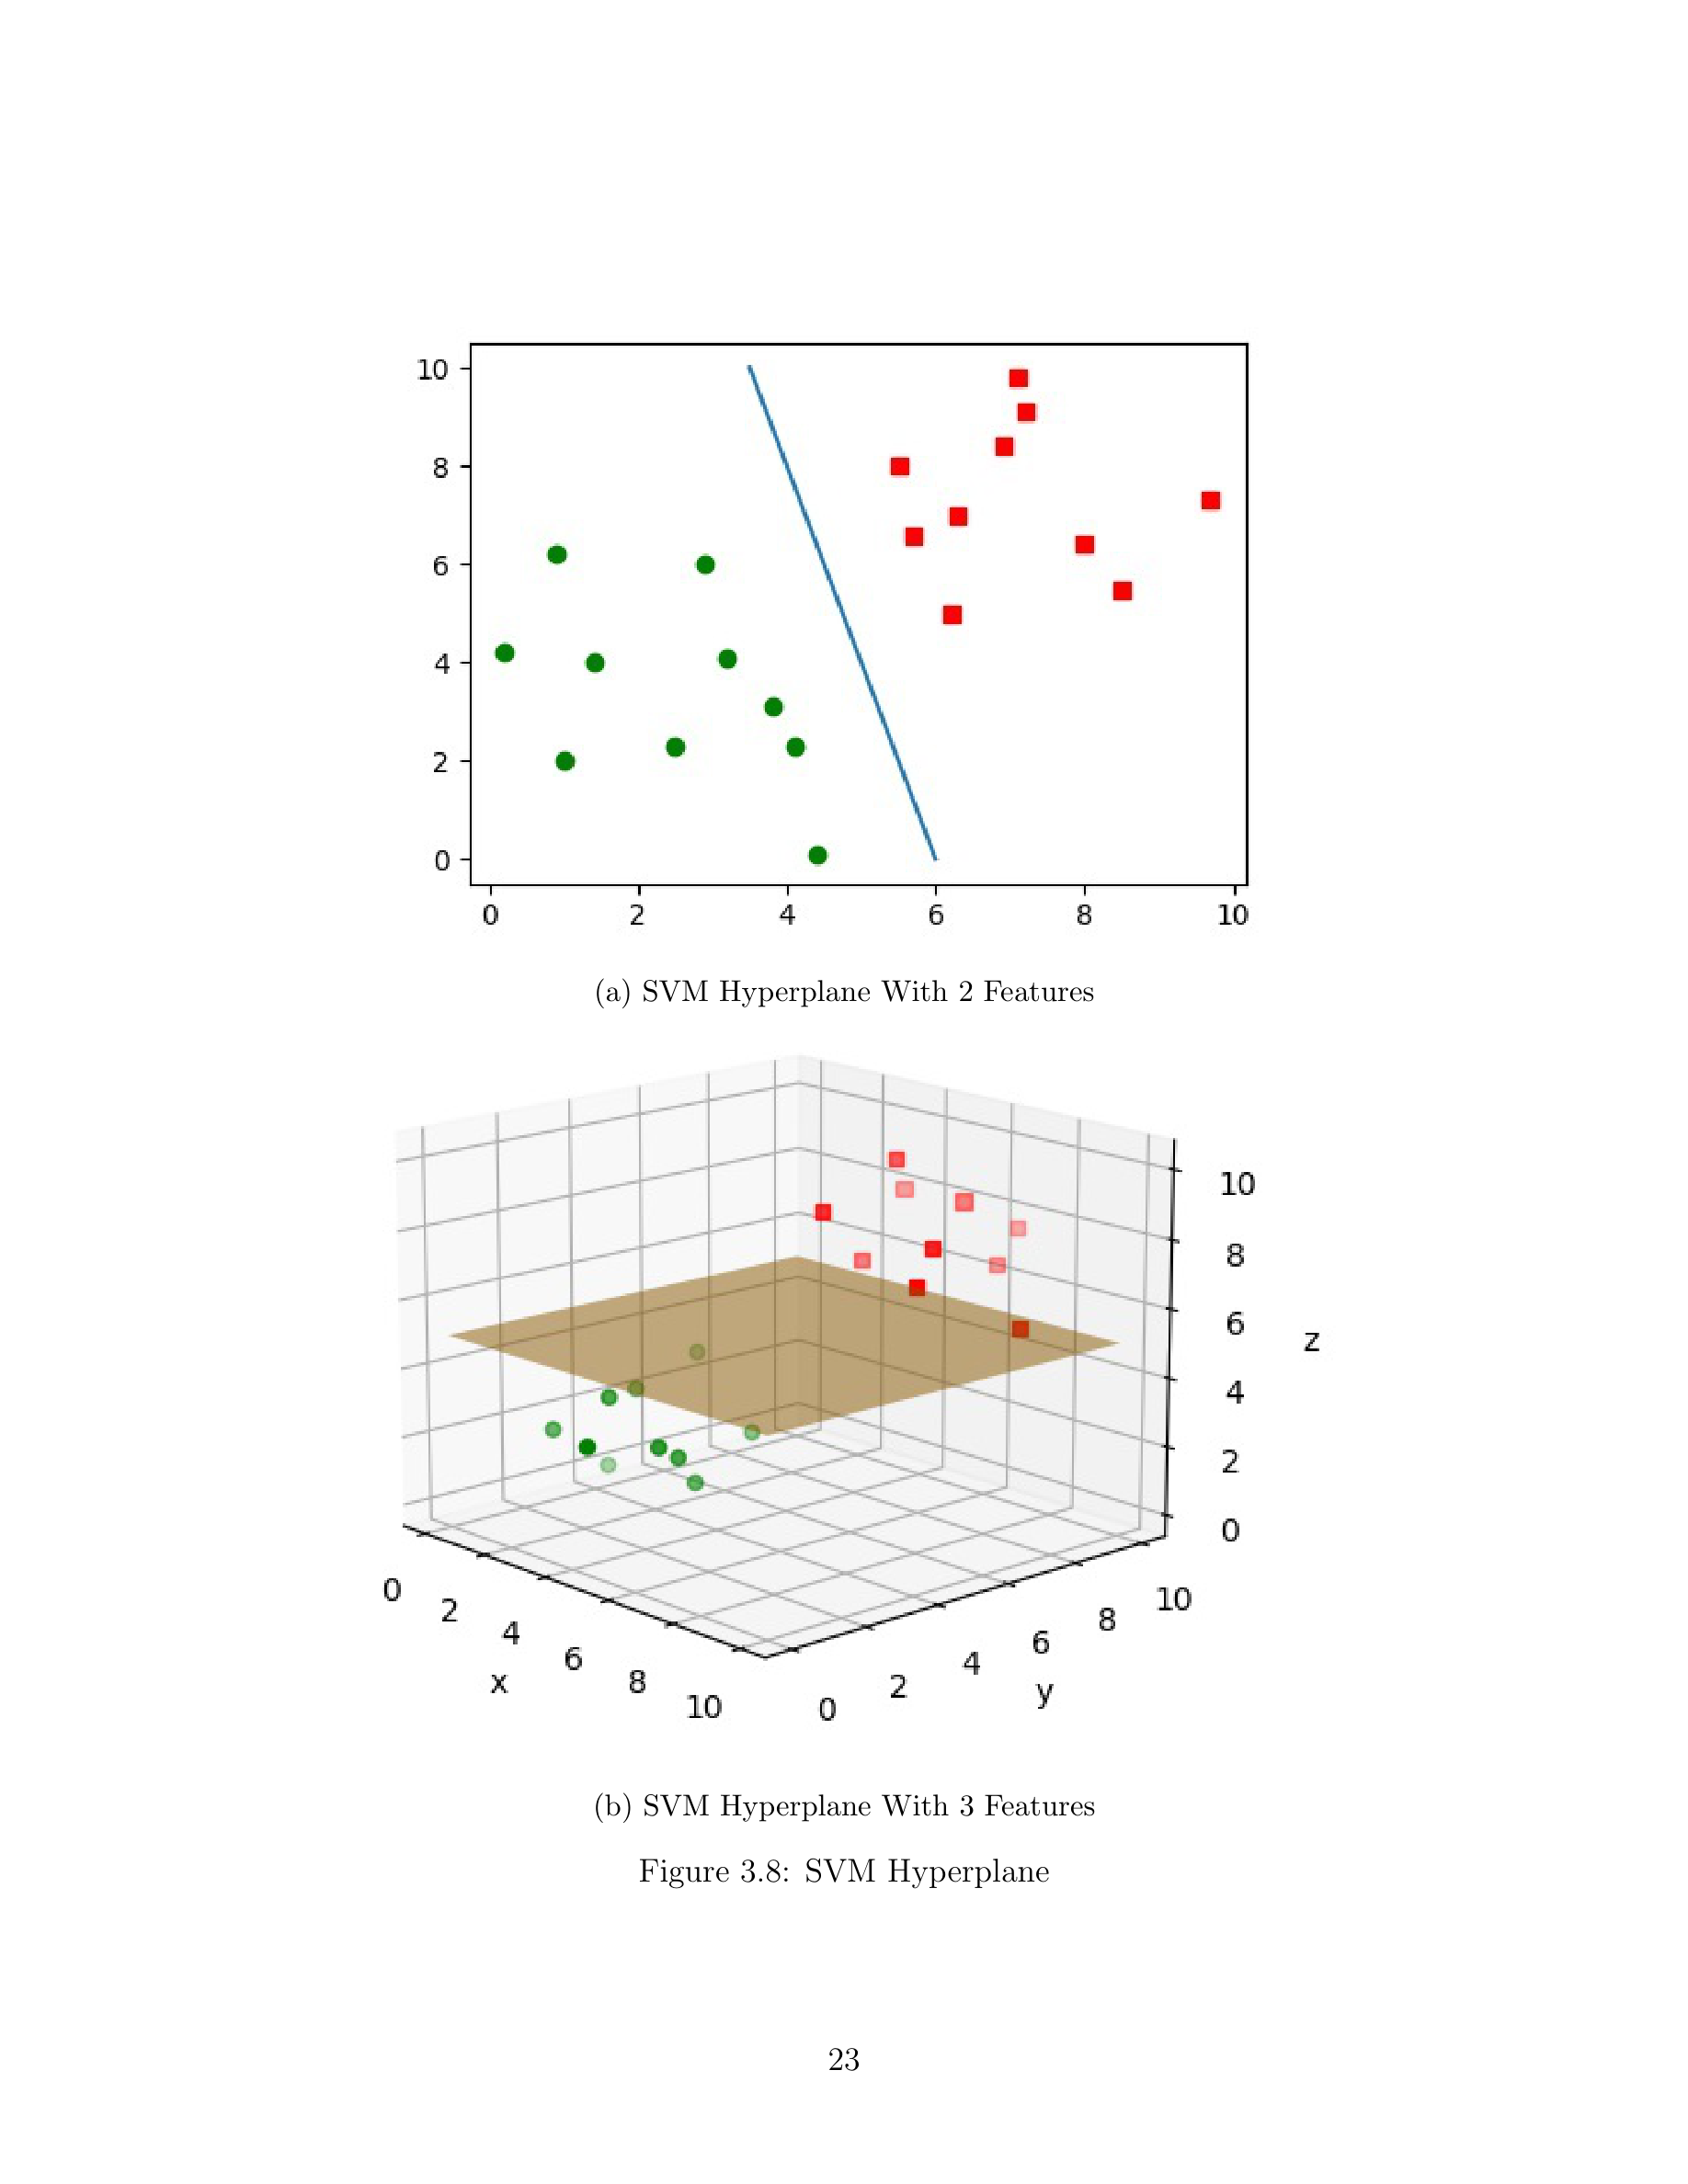 10
8
6
4
2
0
0 2 4 6 8 10
(a) SVM Hyperplane With 2 Features
10
8
6
z
4
2
0
0 2 4 6 8 10
x
0 2 4 6 8 10
y
(b) SVM Hyperplane With 3 Features
Figure 3.8: SVM Hyperplane
23